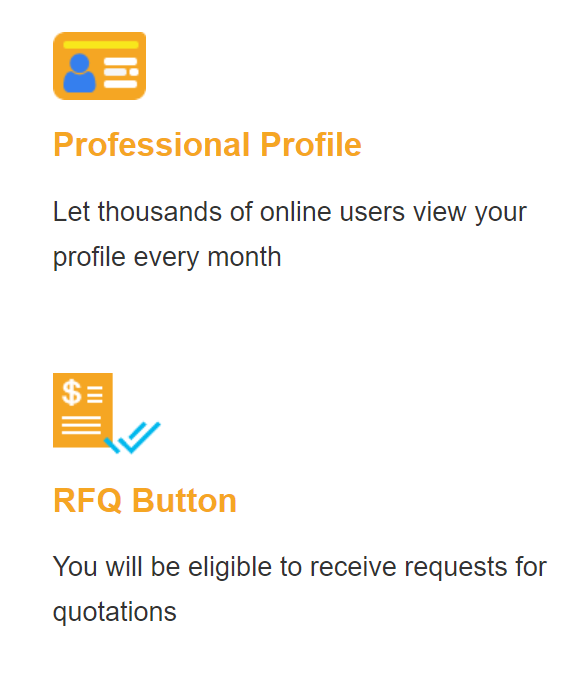 Professional Profile
Let thousands of online users view your
profile every month
$
RFQ Button
You will be eligible to receive requests for
quotations